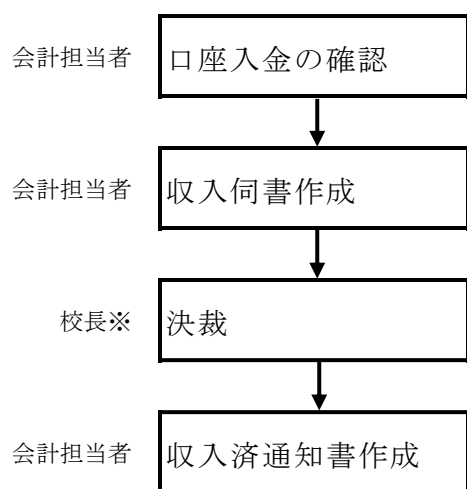 会計担当者 口座入金の確認
会計担当者 収入伺書作成
校長※ 決裁
会計担当者 収入済通知書作成